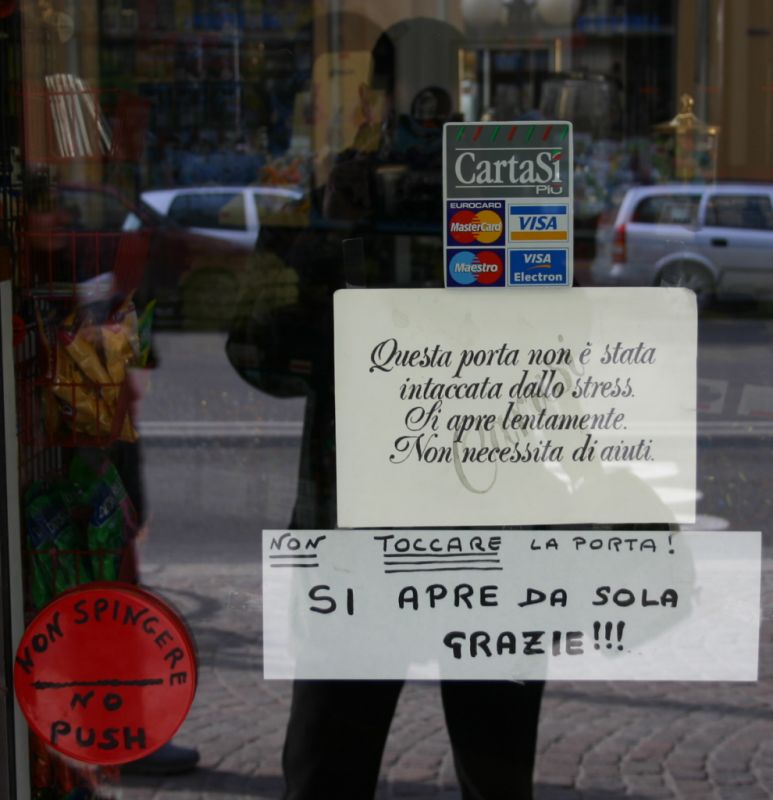 CartaSì
Più
EUROCARD
MasterCard
VISA
Maestro
VISA
Electron
Questa porta non è stata
intaccata dallo stress.
Si apre lentamente.
Non necessita di aiuti.
NON TOCCARE LA PORTA!
SI APRE DA SOLA
GRAZIE!!!
NON SPINGERE
NO
PUSH